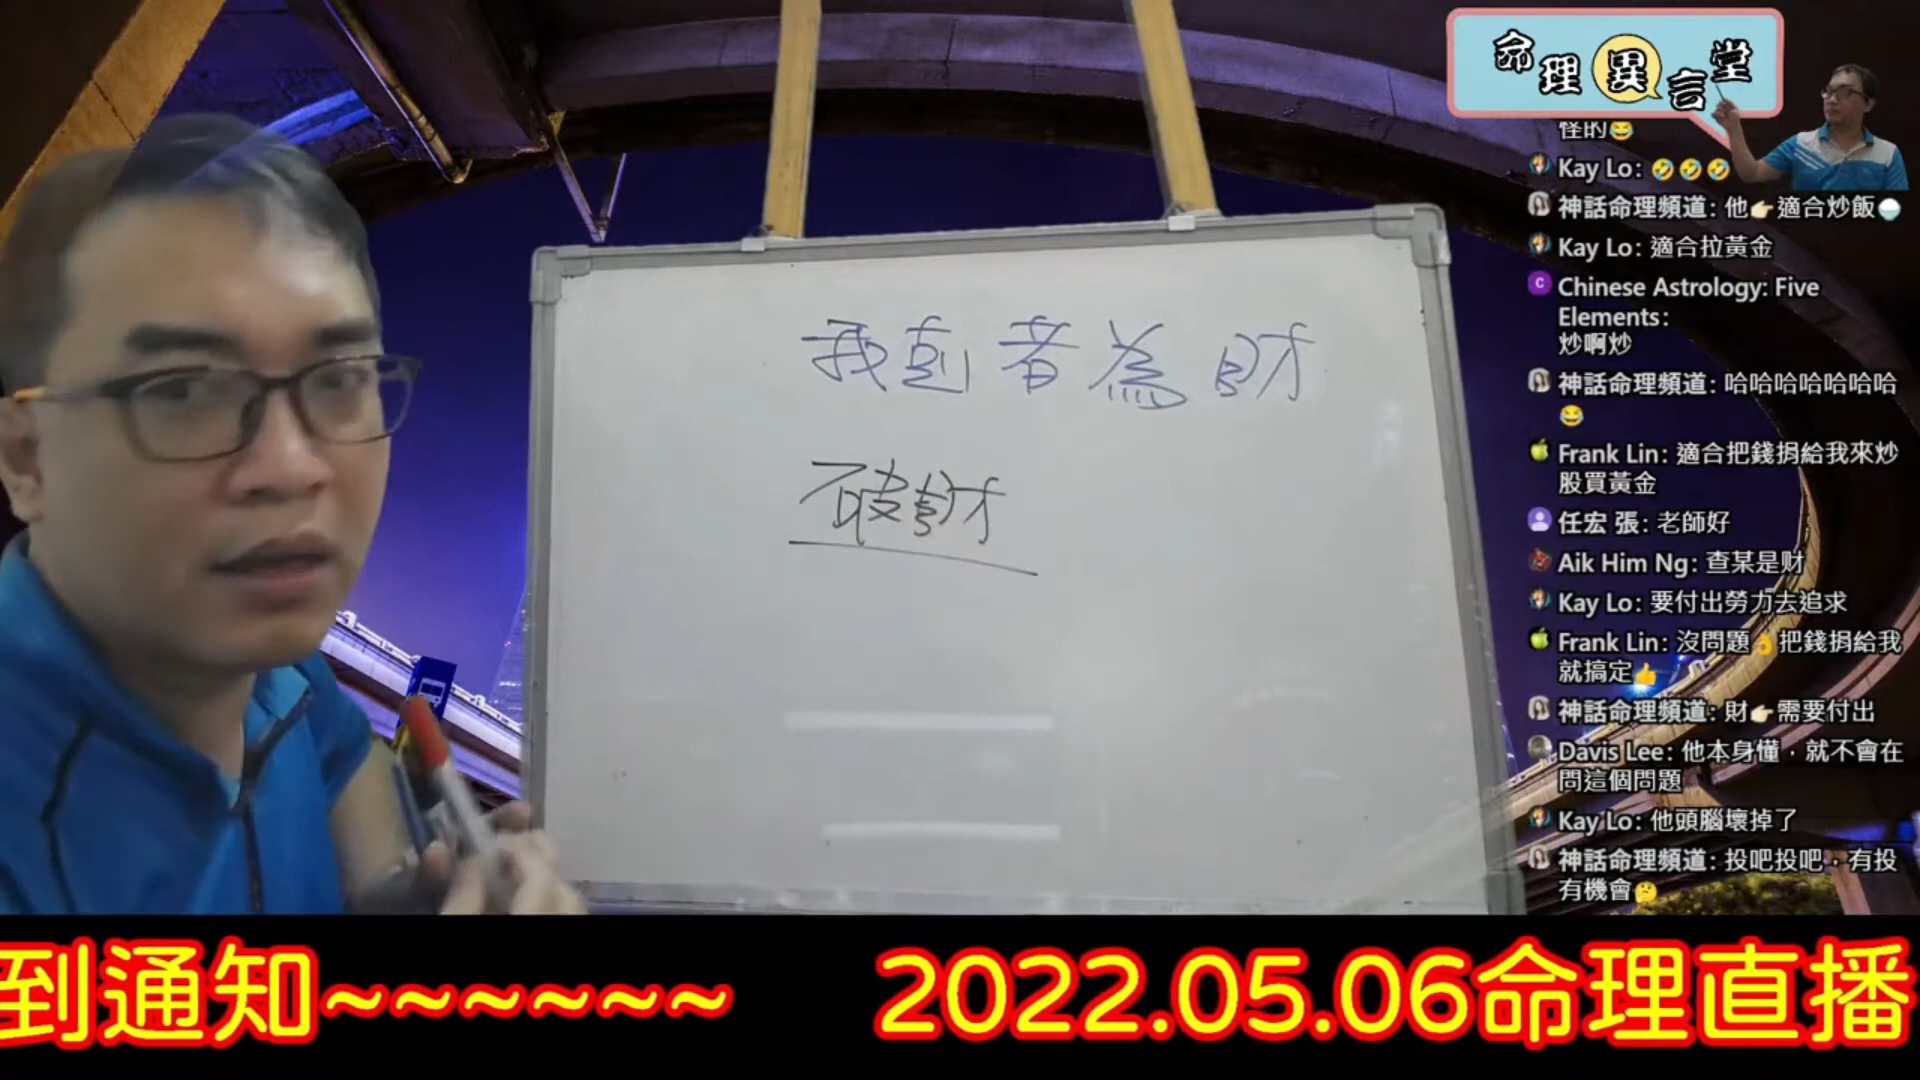 命理異言堂
怪的😂
Kay Lo: 🤣🤣🤣
神話命理頻道: 他👉適合炒飯🍚
Kay Lo: 適合拉黃金
Chinese Astrology: Five
Elements:
炒啊炒
神話命理頻道: 哈哈哈哈哈哈哈
😂
Frank Lin: 適合把錢捐給我來炒
股買黃金
任宏 張: 老師好
Aik Him Ng: 查某是财
Kay Lo: 要付出勞力去追求
Frank Lin: 沒問題👌把錢捐給我
就搞定👍
神話命理頻道: 財👉需要付出
Davis Lee: 他本身懂，就不會在
問這個問題
Kay Lo: 他頭腦壞掉了
神話命理頻道: 投吧投吧，有投
有機會🤔
我剋者為財
破財
到通知~~~~~~ 2022.05.06命理直播